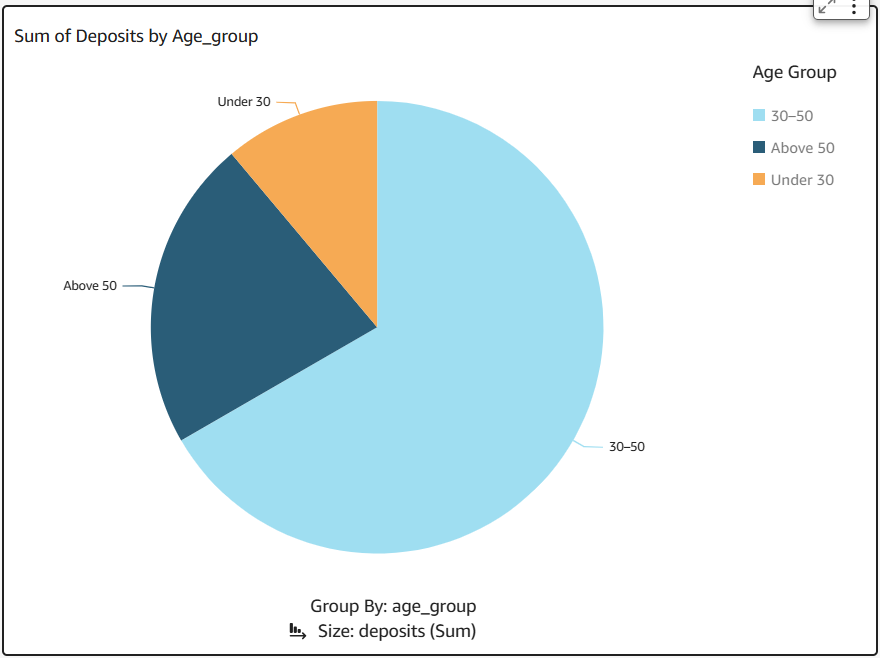 Sum of Deposits by Age_group
Age Group
30–50
Above 50
Under 30
Under 30
Above 50
30–50
Group By: age_group
Size: deposits (Sum)